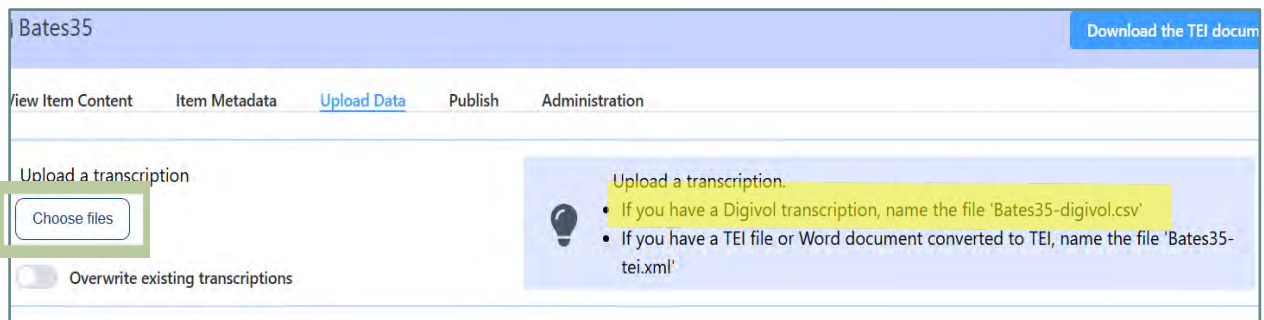 Bates35
Download the TEI docum
View Item Content Item Metadata Upload Data Publish Administration
Upload a transcription
Choose files
Overwrite existing transcriptions
Upload a transcription.
• If you have a Digivol transcription, name the file 'Bates35-digivol.csv'
• If you have a TEI file or Word document converted to TEI, name the file 'Bates35-
tei.xml'